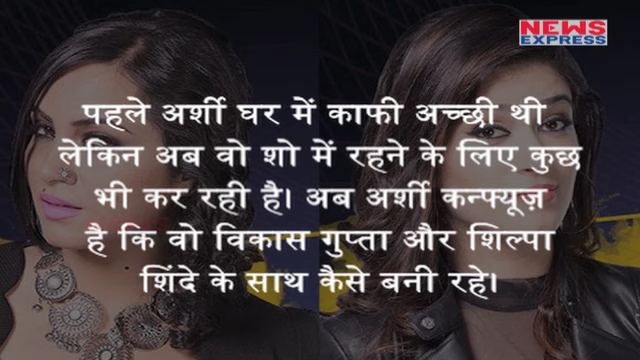 NEWS
EXPRESS
पहले अर्शी घर में काफी अच्छी थी
लेकिन अब वो शो में रहने के लिए कुछ
भी कर रही है। अब अर्शी कन्फ्यूज़
है कि वो विकास गुप्ता और शिल्पा
शिंदे के साथ कैसे बनी रहे।